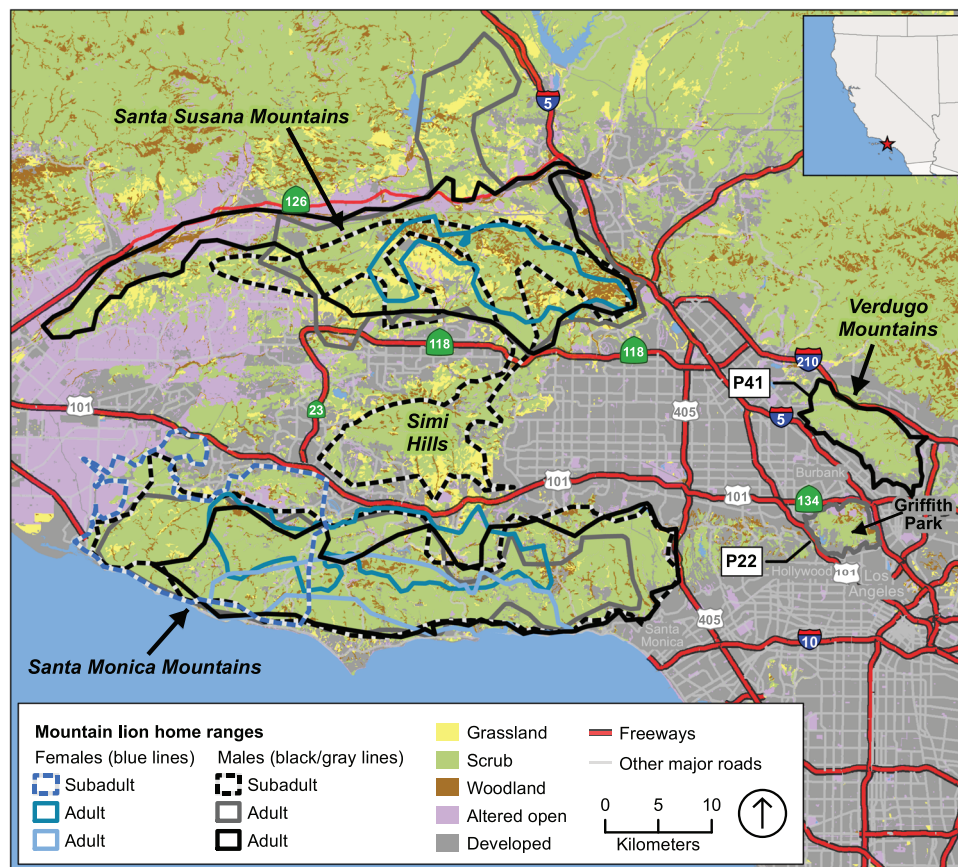 5
Santa Susana Mountains
126
Verdugo
Mountains
118
118
210
P41
5
101
23
405
Simi
Hills
101
Burbank
101
134
Griffith
Park
P22
Hollywood
101
Los
Angeles
405
Santa
Monica
10
Santa Monica Mountains
Mountain lion home ranges
Females (blue lines)
Subadult
Adult
Adult
Males (black/gray lines)
Subadult
Adult
Adult
Grassland
Scrub
Woodland
Altered open
Developed
Freeways
Other major roads
0 5 10
Kilometers